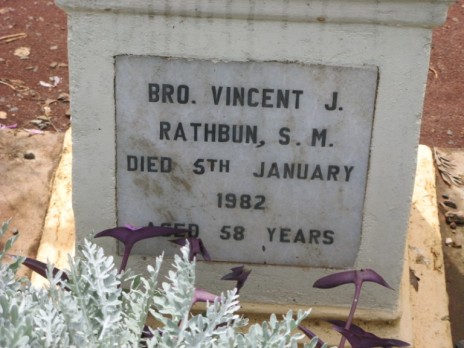 BRO. VINCENT J.
RATHBUN, S. M.
DIED 5TH JANUARY
1982
AGED 58 YEARS